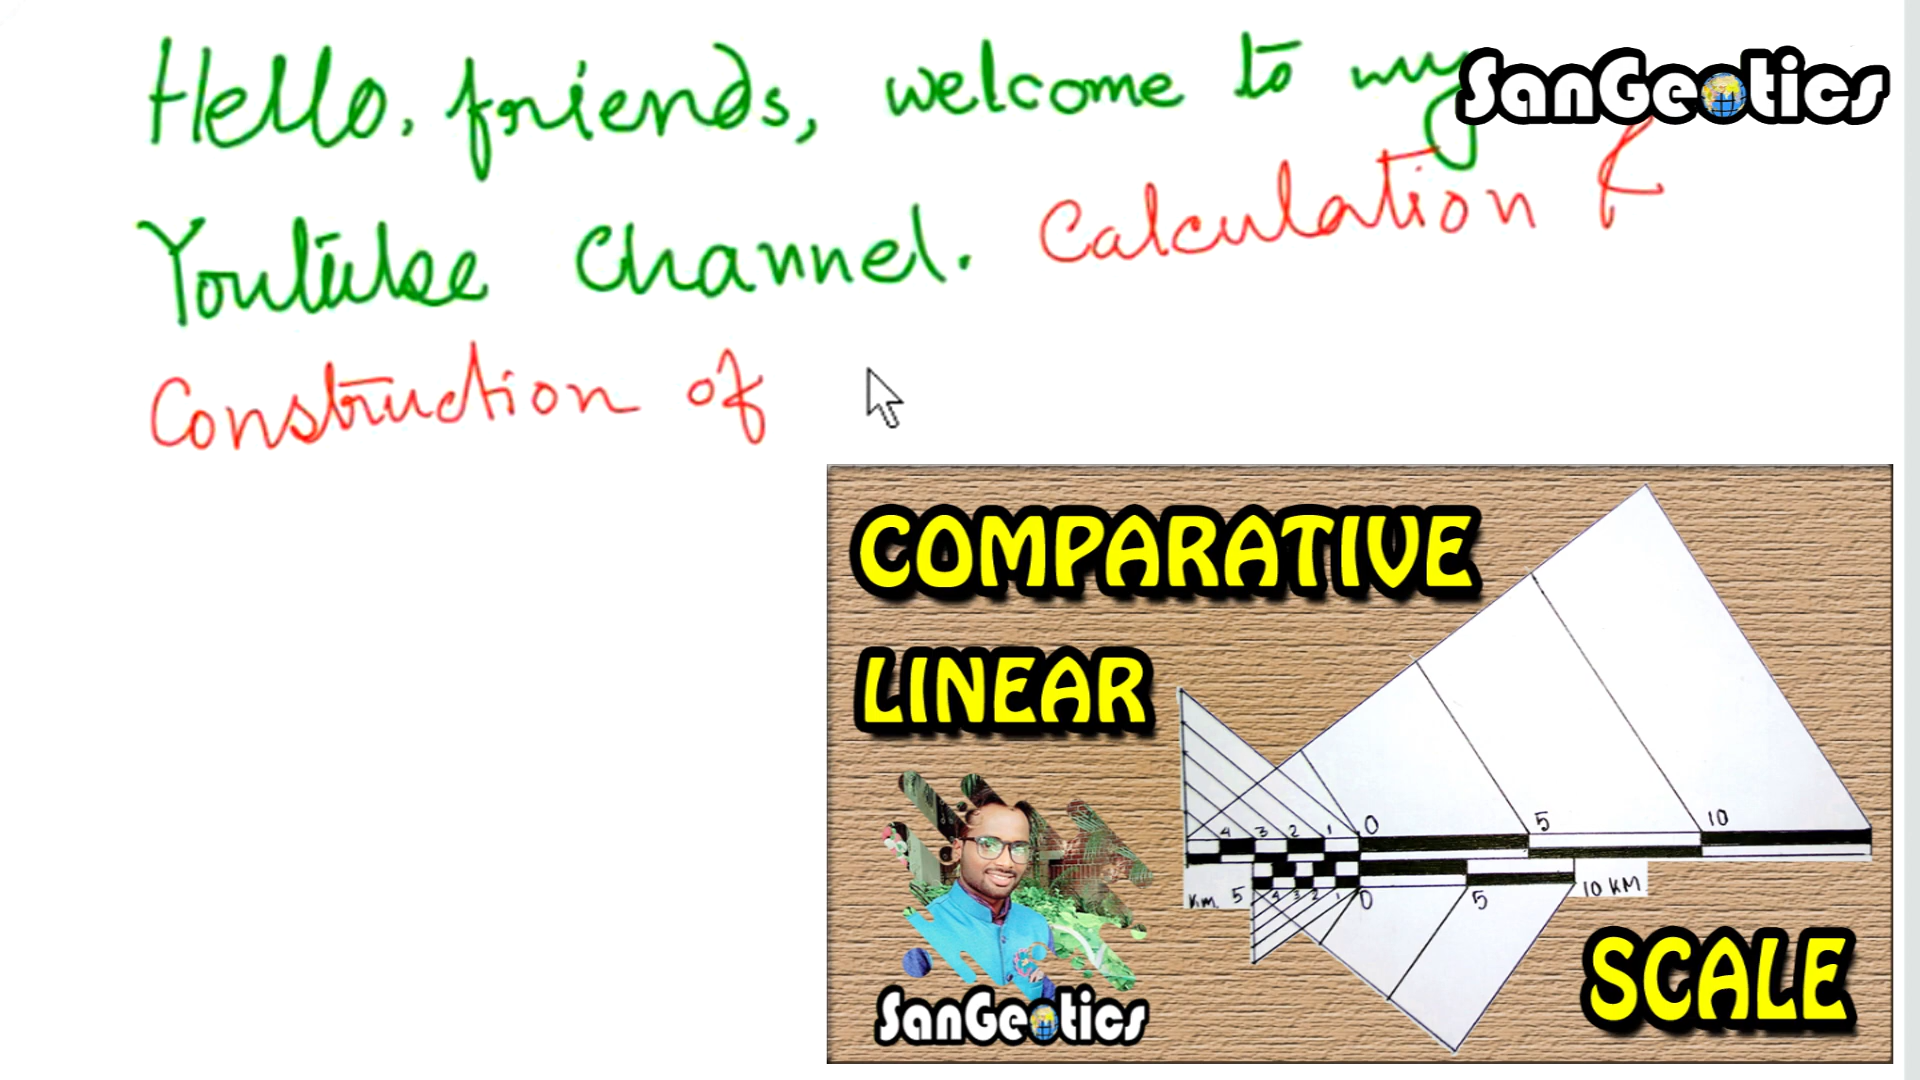 Hello, friends, welcome to my
SanGeotics
Youtube channel. Calculation &
Construction of
COMPARATIVE
LINEAR
4 3 2 1 0 5 10
Km. 5 4 3 2 1 0 5 10 KM
SCALE
SanGeotics